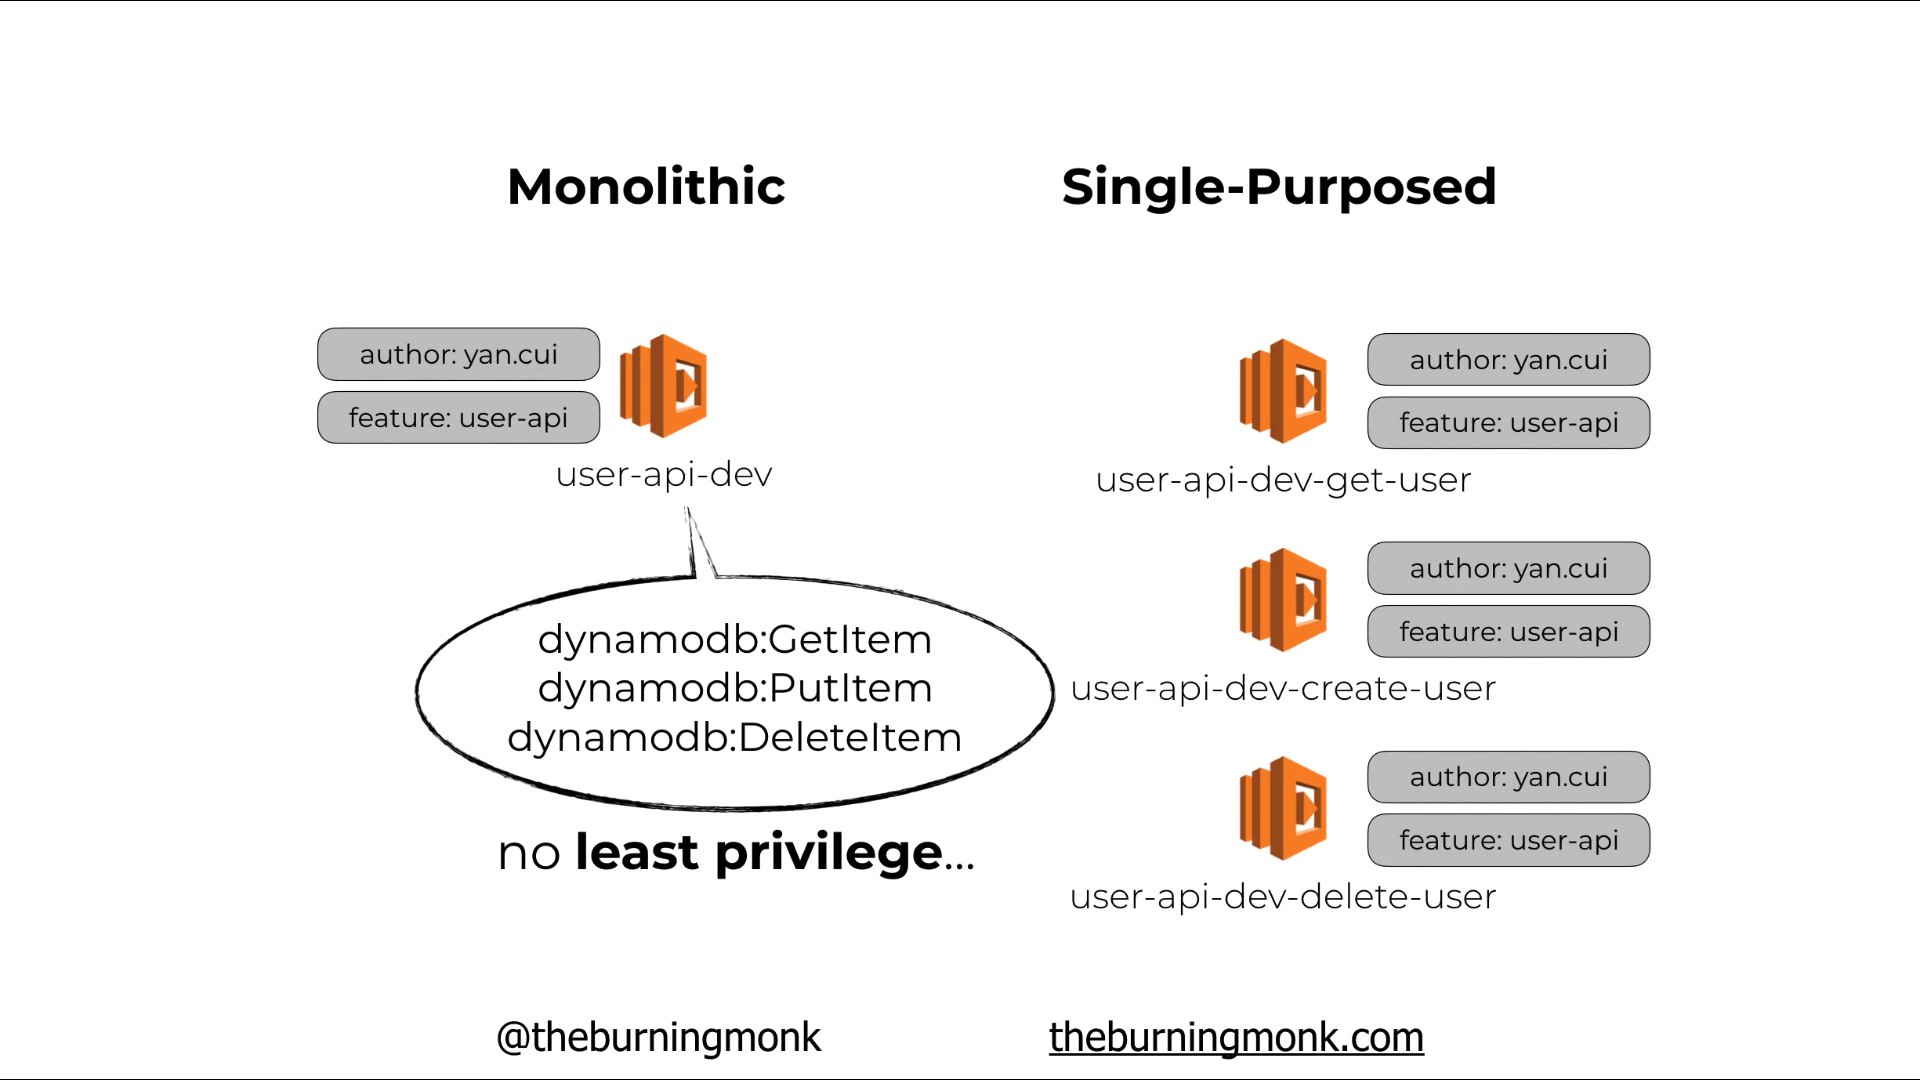 Monolithic
Single-Purposed
author: yan.cui
feature: user-api
user-api-dev
dynamodb:GetItem
dynamodb:PutItem
dynamodb:DeleteItem
no least privilege...
author: yan.cui
feature: user-api
user-api-dev-get-user
author: yan.cui
feature: user-api
user-api-dev-create-user
author: yan.cui
feature: user-api
user-api-dev-delete-user
@theburningmonk
theburningmonk.com